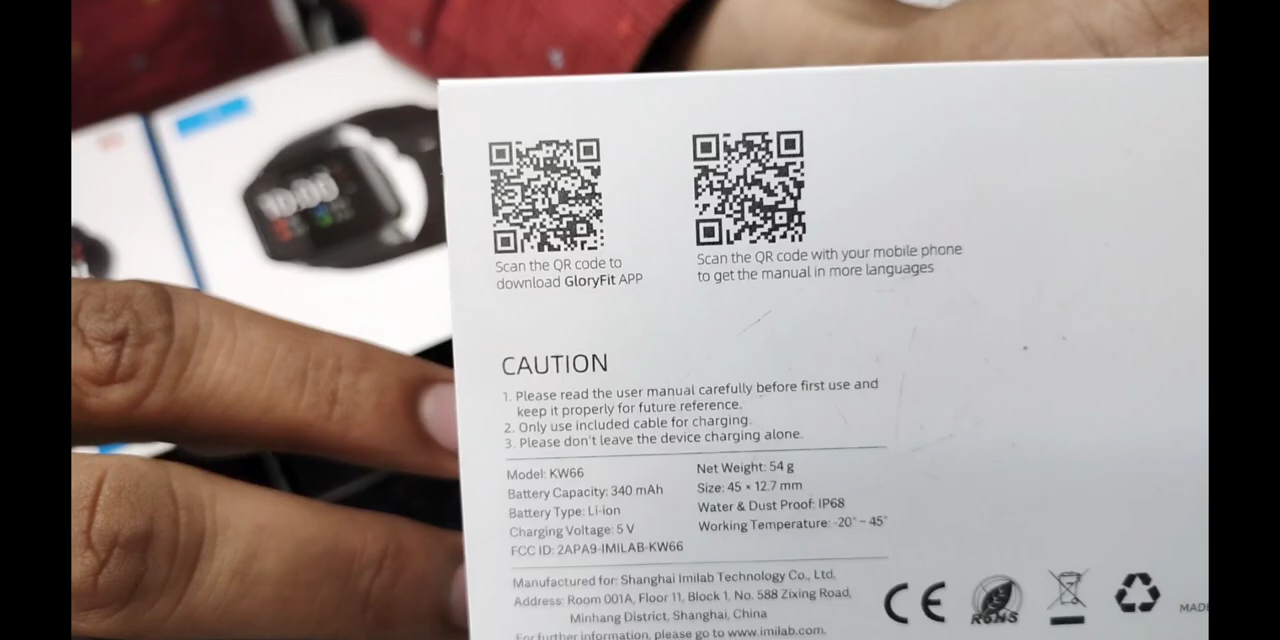 10:08
Scan the QR code to
download GloryFit APP
Scan the QR code with your mobile phone
to get the manual in more languages
CAUTION
1. Please read the user manual carefully before first use and
keep it properly for future reference.
2. Only use included cable for charging.
3. Please don't leave the device charging alone.
Model: KW66
Battery Capacity: 340 mAh
Battery Type: Li-ion
Charging Voltage: 5 V
FCC ID: 2APA9-IMILAB-KW66
Net Weight: 54 g
Size: 45 × 12.7 mm
Water & Dust Proof: IP68
Working Temperature: -20° ~ 45°
Manufactured for: Shanghai Imilab Technology Co., Ltd.
Address: Room 001A, Floor 11, Block 1, No. 588 Zixing Road,
Minhang District, Shanghai, China
For further information, please go to www.imilab.com.
CE
RoHS
MAD